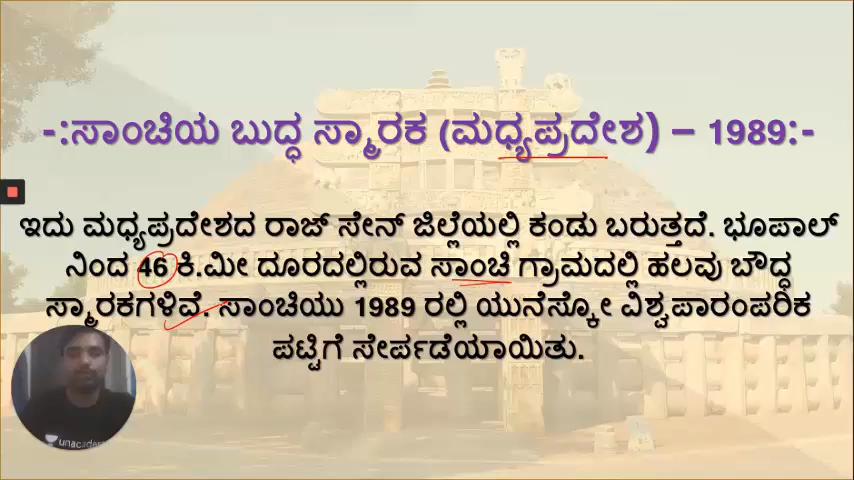 -:ಸಾಂಚಿಯ ಬುದ್ಧ ಸ್ಮಾರಕ (ಮಧ್ಯಪ್ರದೇಶ) – 1989:-
ಇದು ಮಧ್ಯಪ್ರದೇಶದ ರಾಜ್ ಸೇನ್ ಜಿಲ್ಲೆಯಲ್ಲಿ ಕಂಡು ಬರುತ್ತದೆ. ಭೂಪಾಲ್
ನಿಂದ 46 ಕಿ.ಮೀ ದೂರದಲ್ಲಿರುವ ಸಾಂಚಿ ಗ್ರಾಮದಲ್ಲಿ ಹಲವು ಬೌದ್ಧ
ಸ್ಮಾರಕಗಳಿವೆ. ಸಾಂಚಿಯು 1989 ರಲ್ಲಿ ಯುನೆಸ್ಕೋ ವಿಶ್ವಪಾರಂಪರಿಕ
ಪಟ್ಟಿಗೆ ಸೇರ್ಪಡೆಯಾಯಿತು.